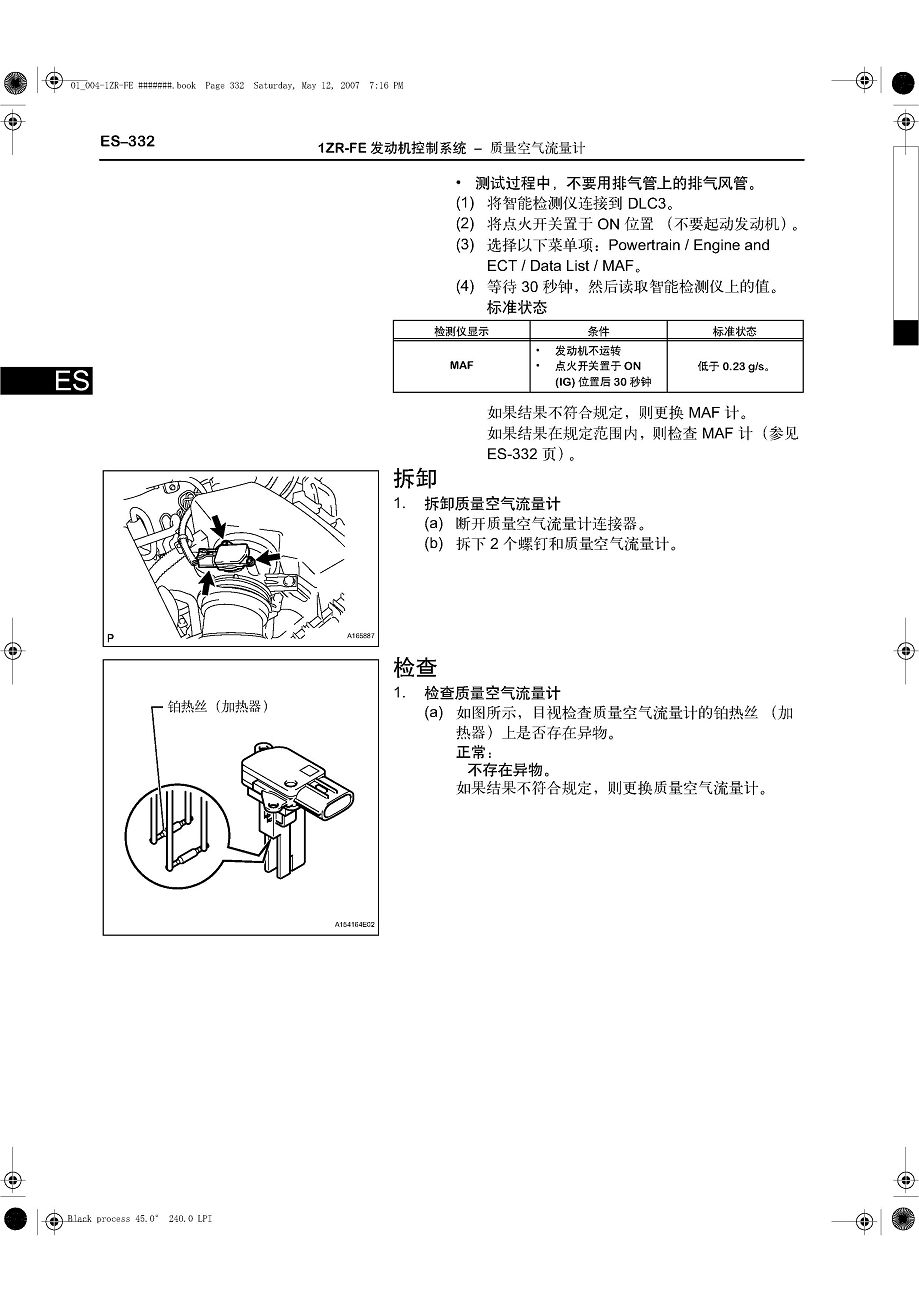 01_004-1ZR-FE #######.book Page 332 Saturday, May 12, 2007 7:16 PM
ES–332
1ZR-FE 发动机控制系统 – 质量空气流量计
• 测试过程中，不要用排气管上的排气风管。
(1) 将智能检测仪连接到 DLC3。
(2) 将点火开关置于 ON 位置 （不要起动发动机）。
(3) 选择以下菜单项：Powertrain / Engine and
ECT / Data List / MAF。
(4) 等待 30 秒钟，然后读取智能检测仪上的值。
标准状态
检测仪显示 条件 标准状态
MAF
• 发动机不运转
• 点火开关置于 ON
(IG) 位置后 30 秒钟
低于 0.23 g/s。
ES
如果结果不符合规定，则更换 MAF 计。
如果结果在规定范围内，则检查 MAF 计（参见
ES-332 页）。
拆卸
1. 拆卸质量空气流量计
(a) 断开质量空气流量计连接器。
(b) 拆下 2 个螺钉和质量空气流量计。
P
A165887
检查
1. 检查质量空气流量计
(a) 如图所示，目视检查质量空气流量计的铂热丝 （加
热器）上是否存在异物。
正常：
不存在异物。
如果结果不符合规定，则更换质量空气流量计。
铂热丝（加热器）
A154164E02
Black process 45.0° 240.0 LPI